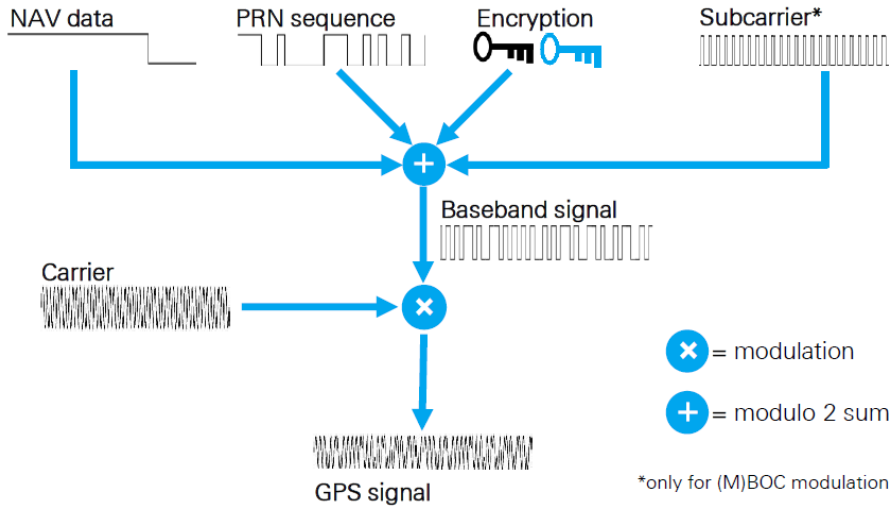 NAV data
PRN sequence
Encryption
Subcarrier*
+
Baseband signal
Carrier
×
× = modulation
+ = modulo 2 sum
GPS signal
*only for (M)BOC modulation